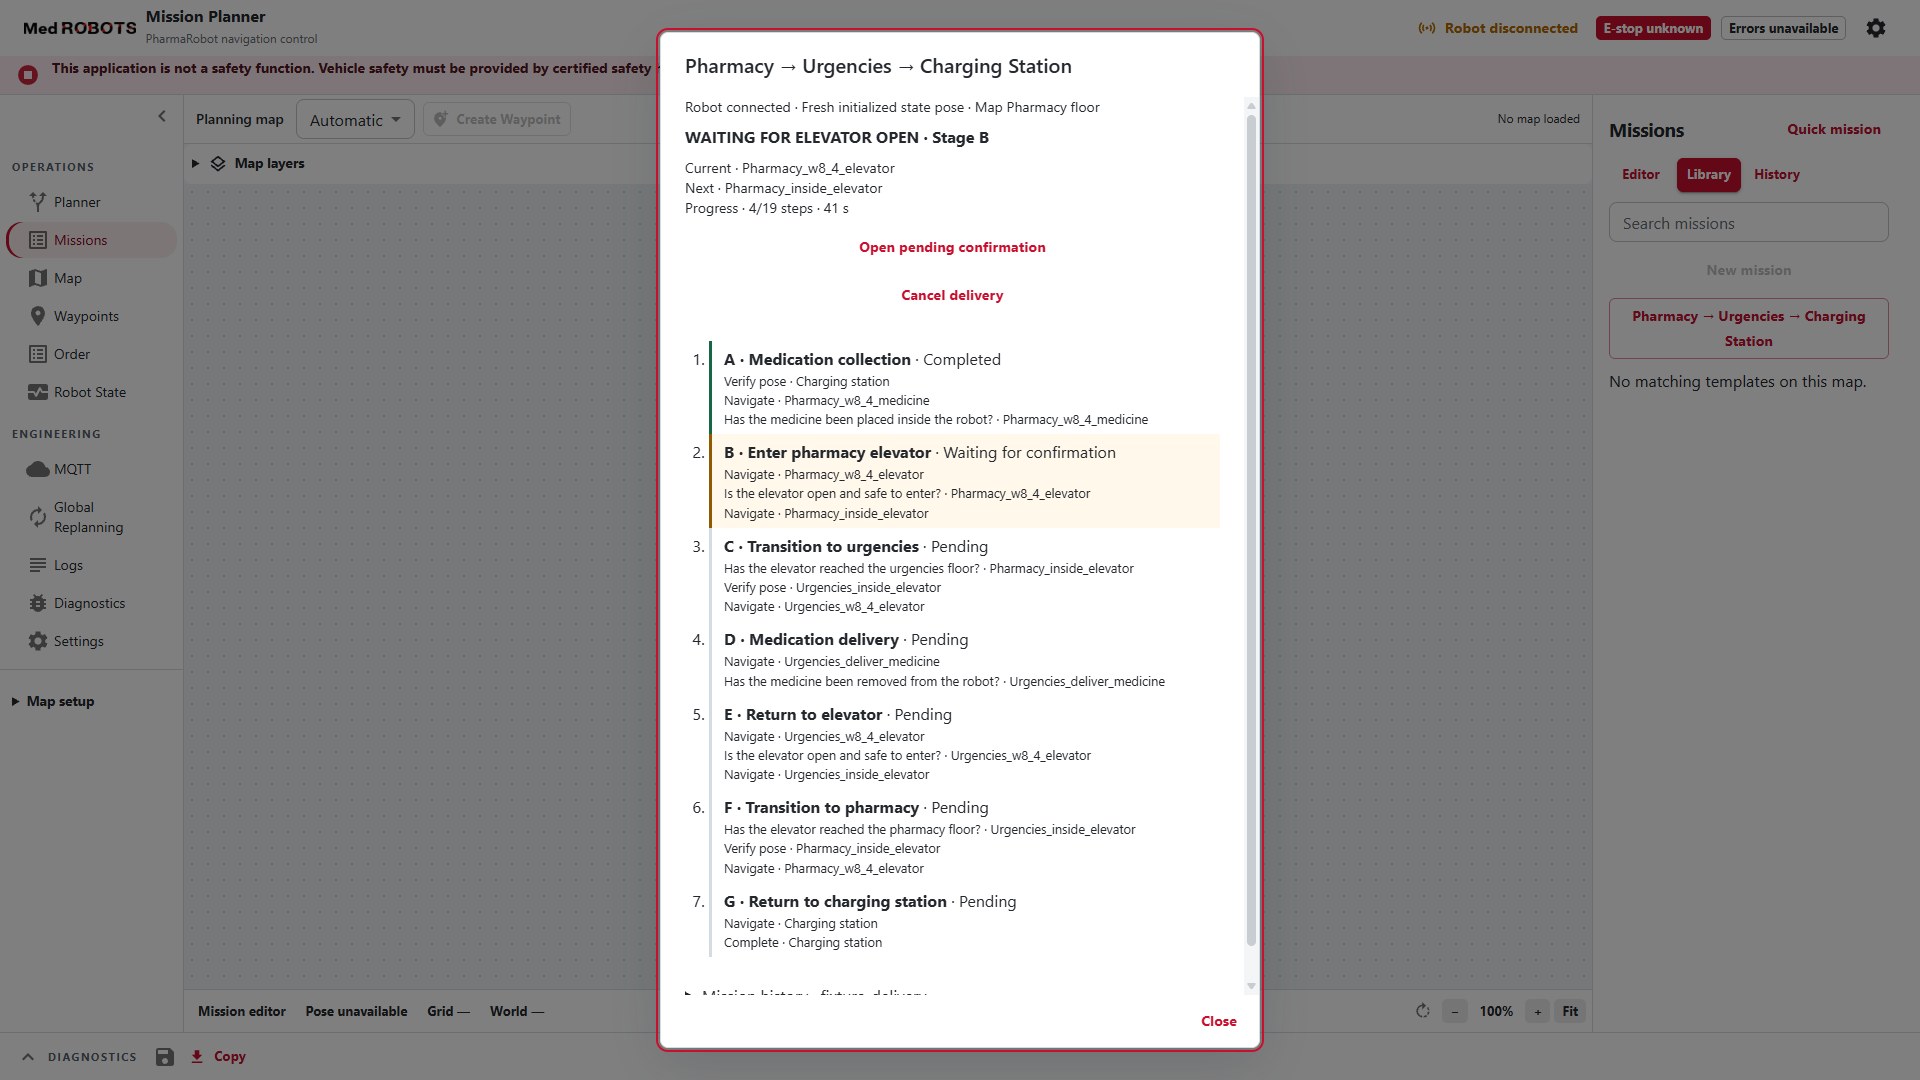 Med ROBOTS
Mission Planner
PharmaRobot navigation control
Robot disconnected
E-stop unknown
Errors unavailable
This application is not a safety function. Vehicle safety must be provided by certified safety
OPERATIONS
Planner
Missions
Map
Waypoints
Order
Robot State
ENGINEERING
MQTT
Global
Replanning
Logs
Diagnostics
Settings
Map setup
Planning map
Automatic
Create Waypoint
No map loaded
Map layers
Pharmacy → Urgencies → Charging Station
Robot connected · Fresh initialized state pose · Map Pharmacy floor
WAITING FOR ELEVATOR OPEN · Stage B
Current · Pharmacy_w8_4_elevator
Next · Pharmacy_inside_elevator
Progress · 4/19 steps · 41 s
Open pending confirmation
Cancel delivery
1. A · Medication collection · Completed
Verify pose · Charging station
Navigate · Pharmacy_w8_4_medicine
Has the medicine been placed inside the robot? · Pharmacy_w8_4_medicine
2. B · Enter pharmacy elevator · Waiting for confirmation
Navigate · Pharmacy_w8_4_elevator
Is the elevator open and safe to enter? · Pharmacy_w8_4_elevator
Navigate · Pharmacy_inside_elevator
3. C · Transition to urgencies · Pending
Has the elevator reached the urgencies floor? · Pharmacy_inside_elevator
Verify pose · Urgencies_inside_elevator
Navigate · Urgencies_w8_4_elevator
4. D · Medication delivery · Pending
Navigate · Urgencies_deliver_medicine
Has the medicine been removed from the robot? · Urgencies_deliver_medicine
5. E · Return to elevator · Pending
Navigate · Urgencies_w8_4_elevator
Is the elevator open and safe to enter? · Urgencies_w8_4_elevator
Navigate · Urgencies_inside_elevator
6. F · Transition to pharmacy · Pending
Has the elevator reached the pharmacy floor? · Urgencies_inside_elevator
Verify pose · Pharmacy_inside_elevator
Navigate · Pharmacy_w8_4_elevator
7. G · Return to charging station · Pending
Navigate · Charging station
Complete · Charging station
Mission history · fixture-delivery
Close
Missions
Quick mission
Editor
Library
History
Search missions
New mission
Pharmacy → Urgencies → Charging
Station
No matching templates on this map.
Mission editor
Pose unavailable
Grid —
World —
− 100% + Fit
DIAGNOSTICS
Copy